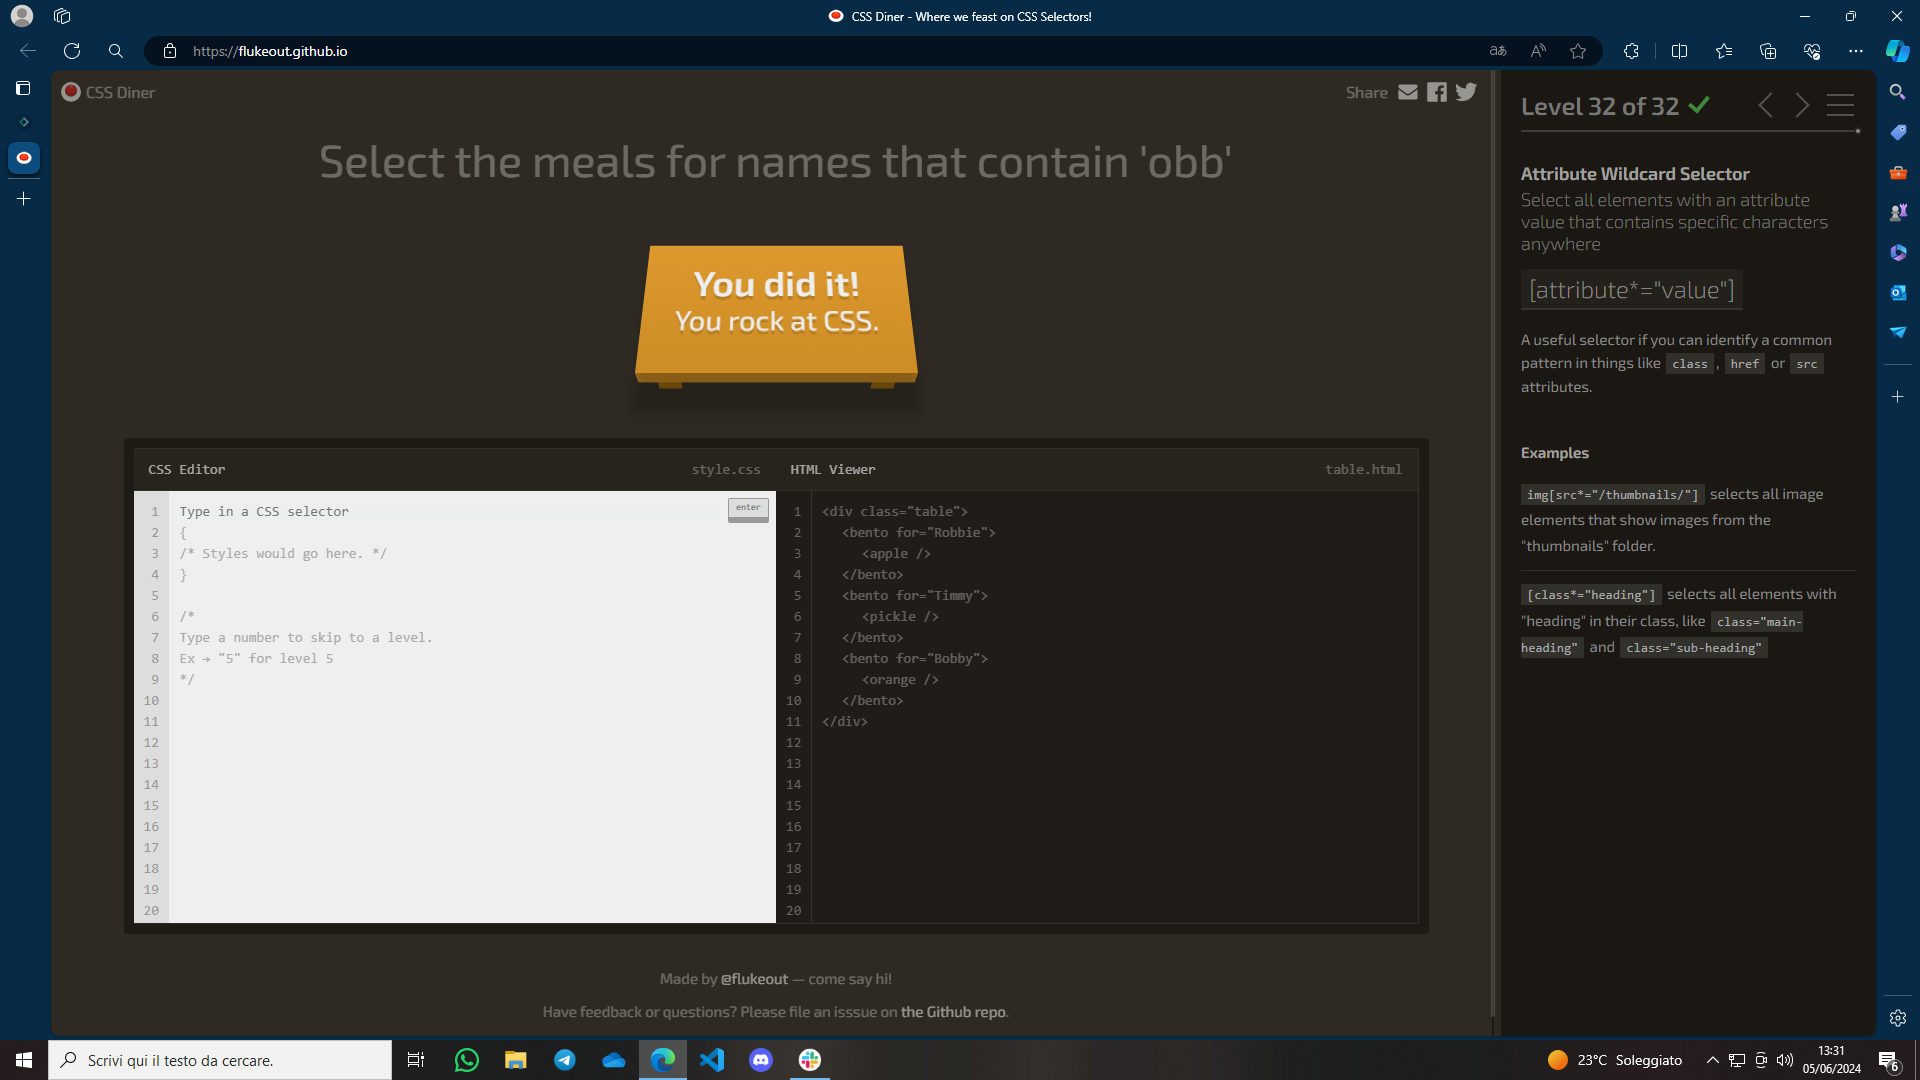 CSS Diner - Where we feast on CSS Selectors!
https://flukeout.github.io
CSS Diner
Share
Select the meals for names that contain 'obb'
You did it!
You rock at CSS.
CSS Editor
style.css
HTML Viewer
table.html
1
2
3
4
5
6
7
8
9
10
11
12
13
14
15
16
17
18
19
20
Type in a CSS selector
enter
{
/* Styles would go here. */
}
/*
Type a number to skip to a level.
Ex → "5" for level 5
*/
1
2
3
4
5
6
7
8
9
10
11
12
13
14
15
16
17
18
19
20
<div class="table">
<bento for="Robbie">
<apple />
</bento>
<bento for="Timmy">
<pickle />
</bento>
<bento for="Bobby">
<orange />
</bento>
</div>
Made by @flukeout — come say hi!
Have feedback or questions? Please file an isssue on the Github repo.
Level 32 of 32
Attribute Wildcard Selector
Select all elements with an attribute
value that contains specific characters
anywhere
[attribute*="value"]
A useful selector if you can identify a common
pattern in things like class , href or src
attributes.
Examples
img[src*="/thumbnails/"] selects all image
elements that show images from the
"thumbnails" folder.
[class*="heading"] selects all elements with
"heading" in their class, like class="main-
heading" and class="sub-heading"
Scrivi qui il testo da cercare.
23°C Soleggiato
13:31
05/06/2024
6